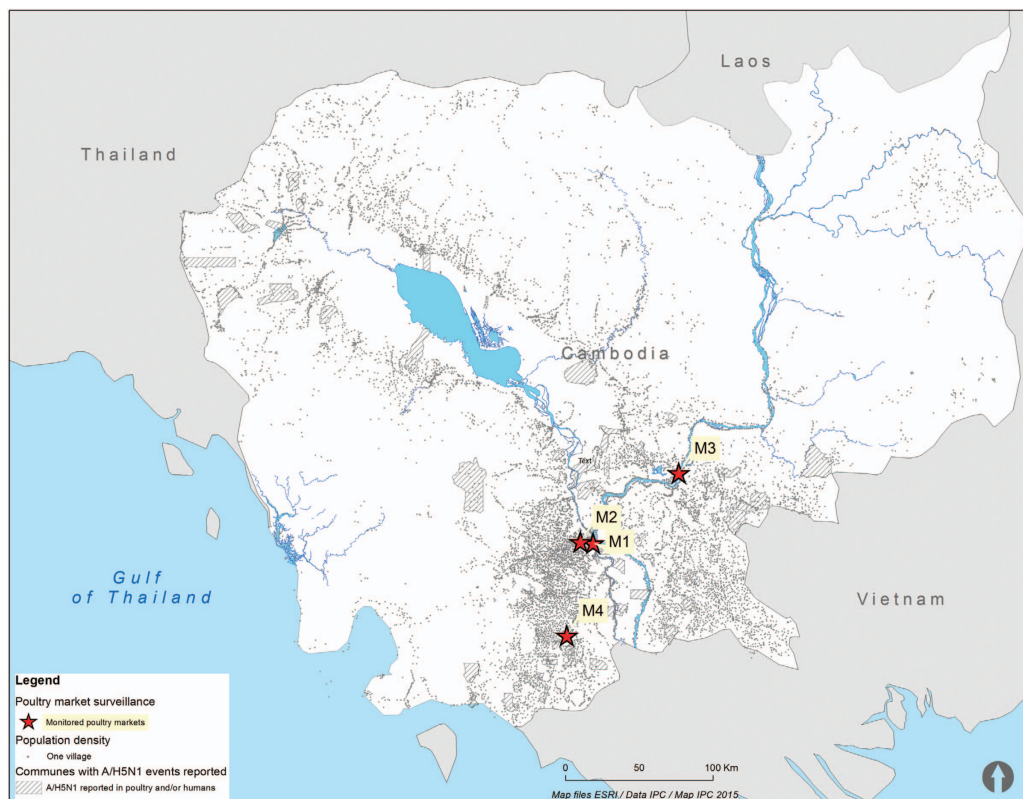 Laos
Thailand
Cambodia
M3
Text
M2
M1
Gulf
of Thailand
Vietnam
M4
Legend
Poultry market surveillance
Monitored poultry markets
Population density
One village
Communes with A/H5N1 events reported
A/H5N1 reported in poultry and/or humans
0 50 100 Km
Map files ESRI / Data IPC / Map IPC 2015